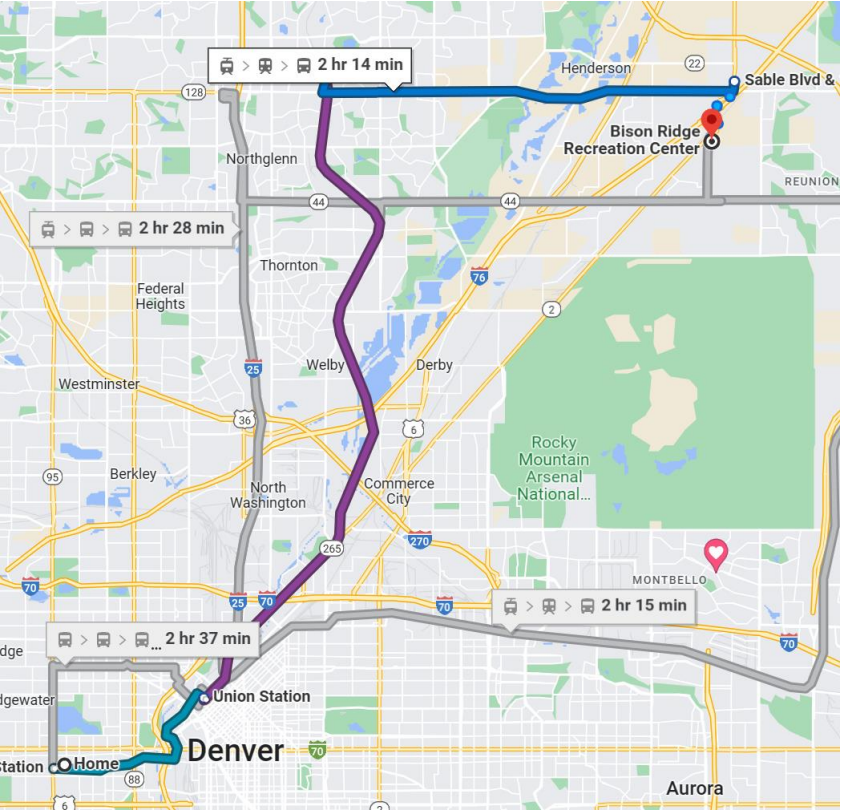 2 hr 14 min
Henderson
22
Sable Blvd &
128
Bison Ridge
Recreation Center
Northglenn
REUNION
44
44
2 hr 28 min
Thornton
76
Federal
Heights
2
25
Welby
Derby
Westminster
36
6
Rocky
Mountain
Arsenal
National...
95
Berkley
North
Washington
Commerce
City
265
270
MONTBELLO
70
25
70
70
2 hr 15 min
70
dge
2 hr 37 min
...
dgewater
Union Station
Denver
70
tation
Home
88
Aurora
6
2